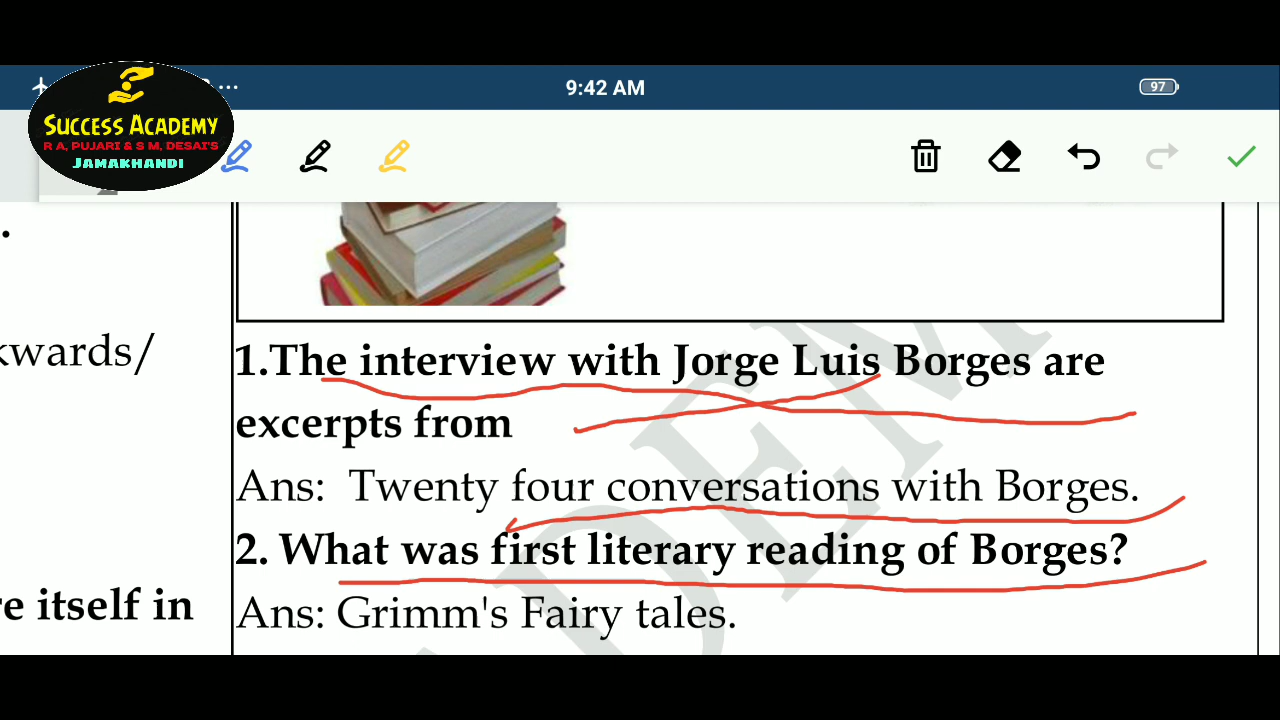 9:42 AM
97
SUCCESS ACADEMY
R A, PUJARI & S M, DESAI'S
JAMAKHANDI
.
kwards/
e itself in
1.The interview with Jorge Luis Borges are
excerpts from
Ans: Twenty four conversations with Borges.
2. What was first literary reading of Borges?
Ans: Grimm's Fairy tales.
DEM